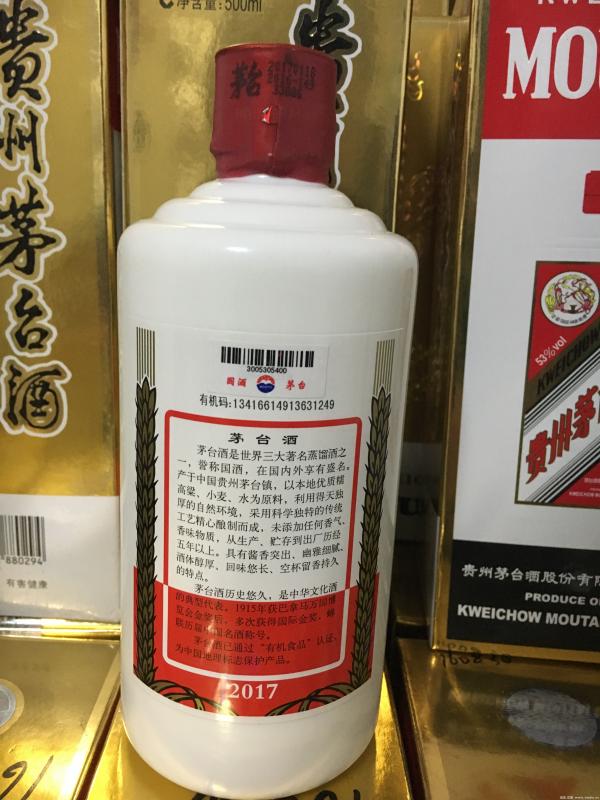 净含量:500ml
贵州茅台酒
茅台
3005305400
国酒
茅台
有机码:13416614913631249
茅台酒
茅台酒是世界三大著名蒸馏酒之
一,誉称国酒,在国内外享有盛名。
产于中国贵州茅台镇,以本地优质糯
高粱、小麦、水为原料,利用得天独
厚的自然环境,采用科学独特的传统
工艺精心酿制而成,未添加任何香气、
香味物质,从生产、贮存到出厂历经
五年以上。具有酱香突出、幽雅细腻、
酒体醇厚、回味悠长、空杯留香持久
的特点。
茅台酒历史悠久,是中华文化酒
的典型代表。1915年获巴拿马万国博
览会金奖后,多次获得国际金奖,蝉
联历届中国名酒称号。
茅台酒已通过“有机食品”认证、
为中国地理标志保护产品。
2017
880294
有害健康
MOU
53%vol
KWEICHOW
贵州茅
KWEICHOW MOUTA
贵州茅台酒股份有限
PRODUCE O
KWEICHOW MOUTA